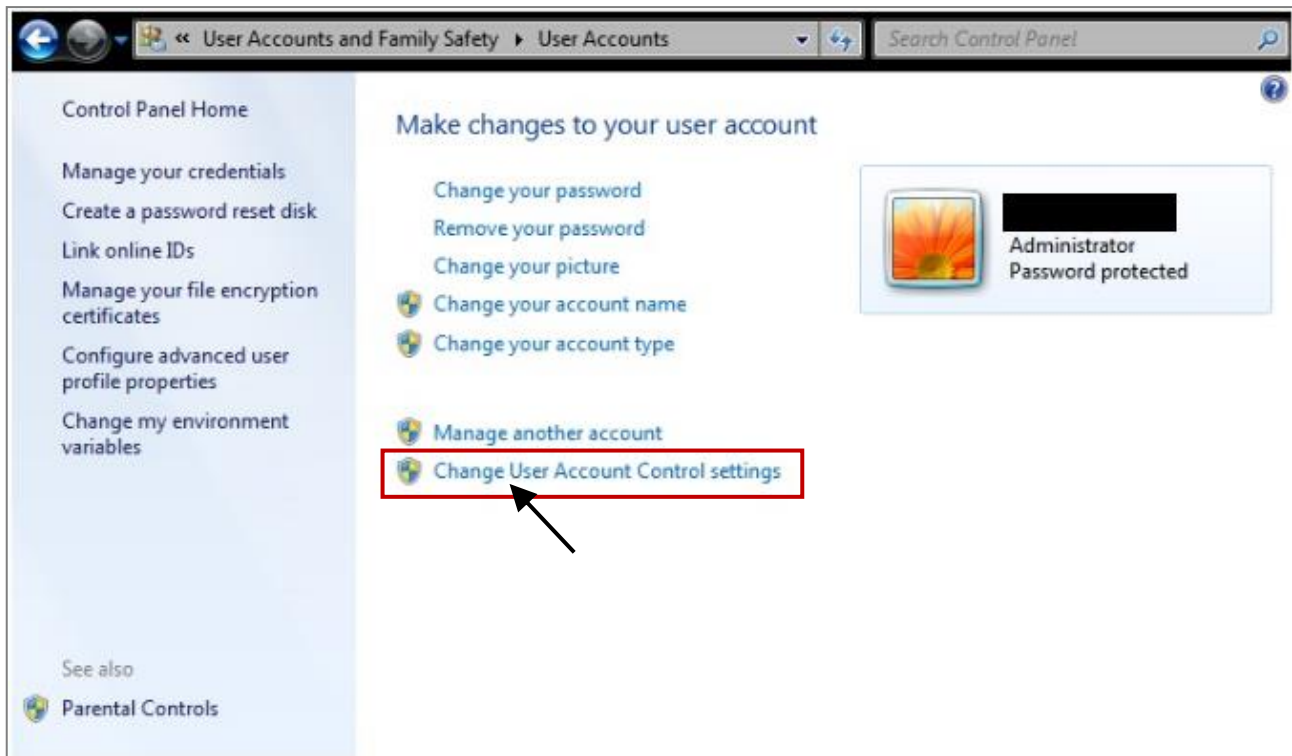 « User Accounts and Family Safety ▸ User Accounts
Search Control Panel
Control Panel Home
Manage your credentials
Create a password reset disk
Link online IDs
Manage your file encryption
certificates
Configure advanced user
profile properties
Change my environment
variables
See also
Parental Controls
Make changes to your user account
Change your password
Remove your password
Change your picture
Change your account name
Change your account type
Manage another account
Change User Account Control settings
Administrator
Password protected